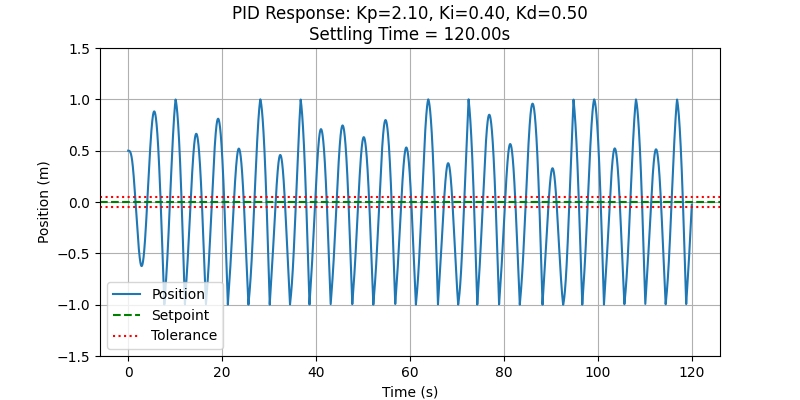 PID Response: Kp=2.10, Ki=0.40, Kd=0.50
Settling Time = 120.00s
1.5
1.0
0.5
0.0
−0.5
−1.0
−1.5
Position (m)
Position
Setpoint
Tolerance
0
20
40
60
80
100
120
Time (s)